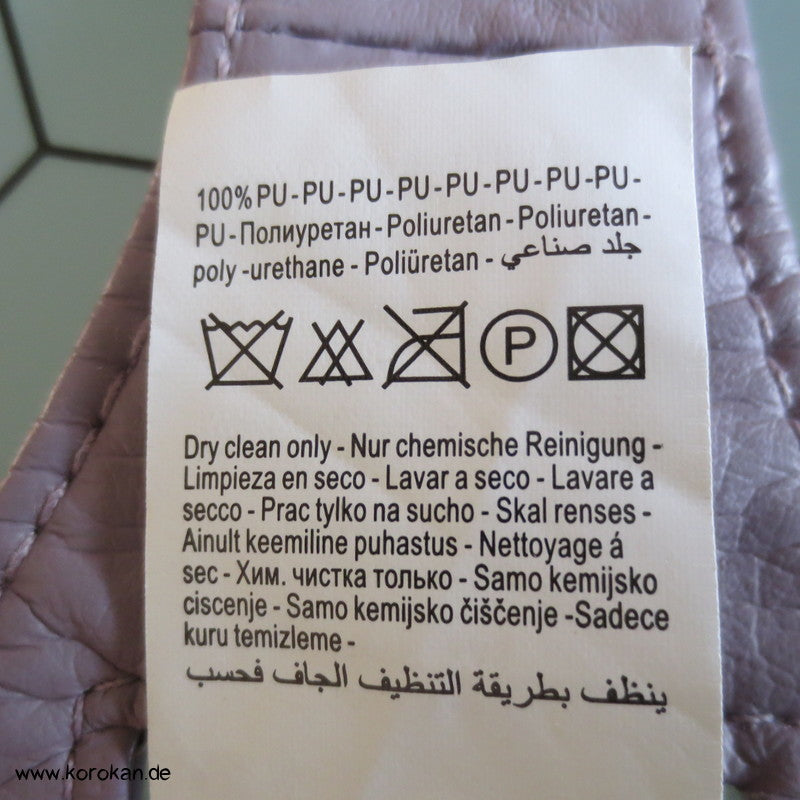 100% PU - PU - PU - PU - PU - PU - PU - PU -
PU - Полиуретан - Poliuretan - Poliuretan -
poly -urethane - Poliüretan - جلد صناعي
P
Dry clean only - Nur chemische Reinigung -
Limpieza en seco - Lavar a seco - Lavare a
secco - Prac tylko na sucho - Skal renses -
Ainult keemiline puhastus - Nettoyage á
sec - Хим. чистка только - Samo kemijsko
ciscenje - Samo kemijsko čiščenje -Sadece
kuru temizleme -
ينظف بطريقة التنظيف الجاف فحسب
www.korokan.de